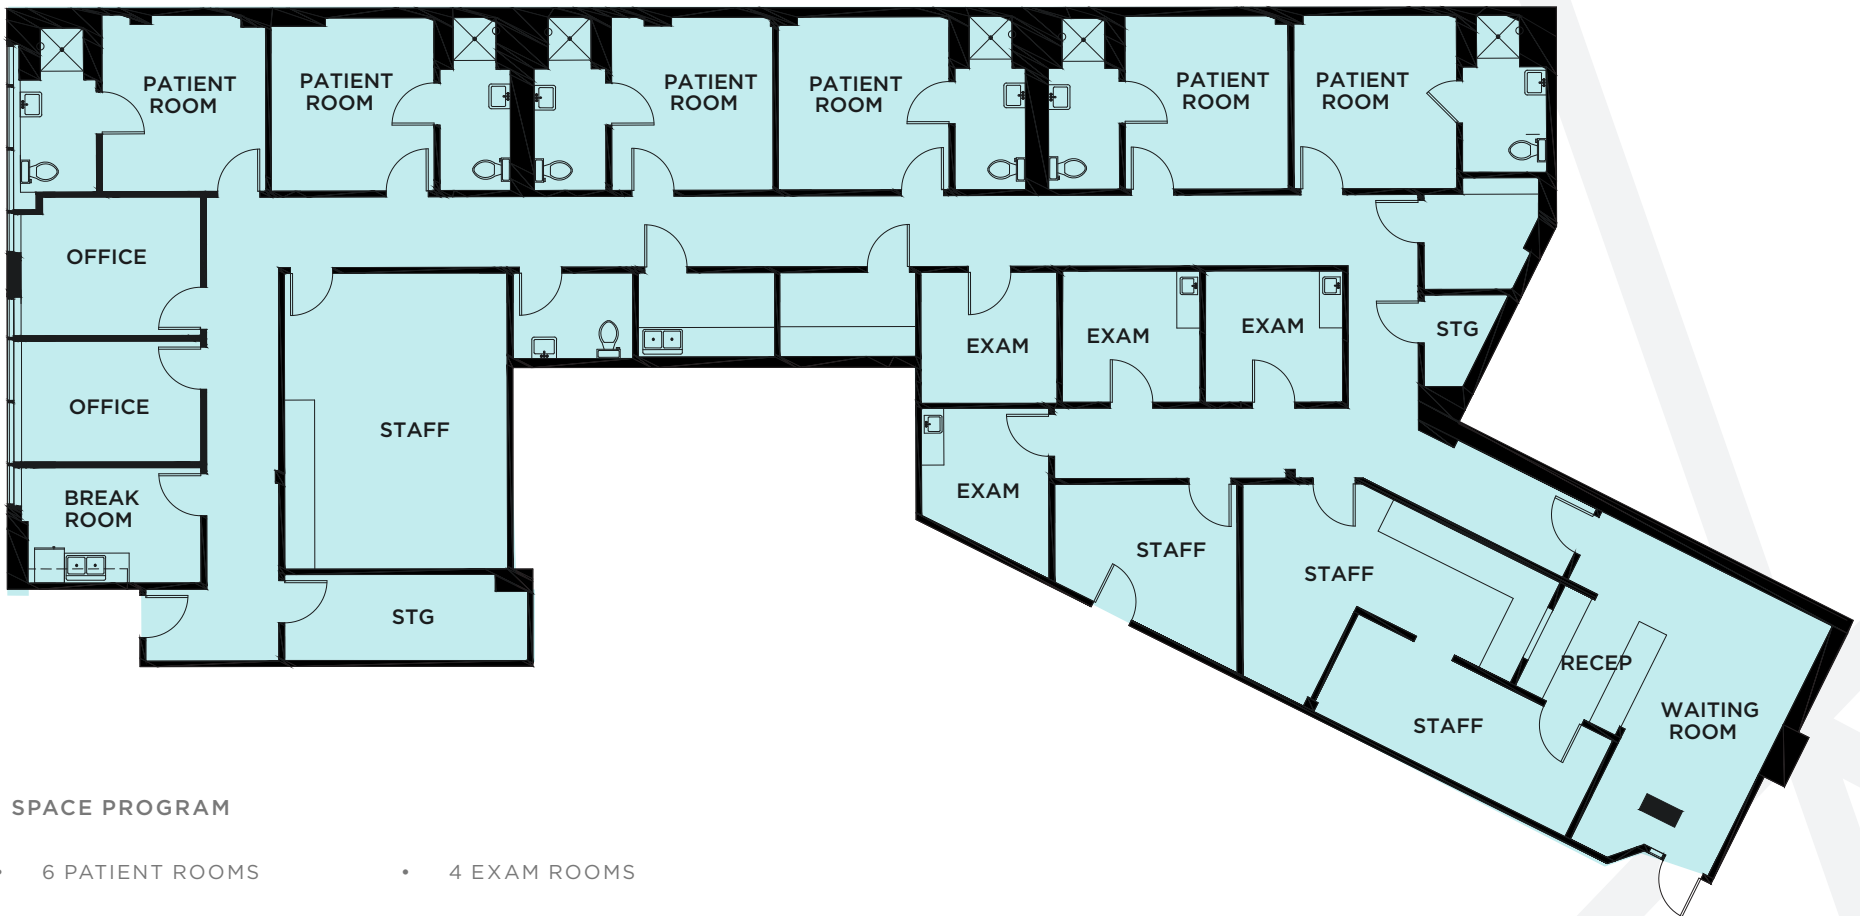 PATIENT
ROOM
PATIENT
ROOM
PATIENT
ROOM
PATIENT
ROOM
PATIENT
ROOM
PATIENT
ROOM
OFFICE
STG
EXAM
EXAM
EXAM
OFFICE
STAFF
EXAM
BREAK
ROOM
STAFF
STAFF
STG
RECEP
WAITING
ROOM
STAFF
SPACE PROGRAM
• 6 PATIENT ROOMS
• 4 EXAM ROOMS